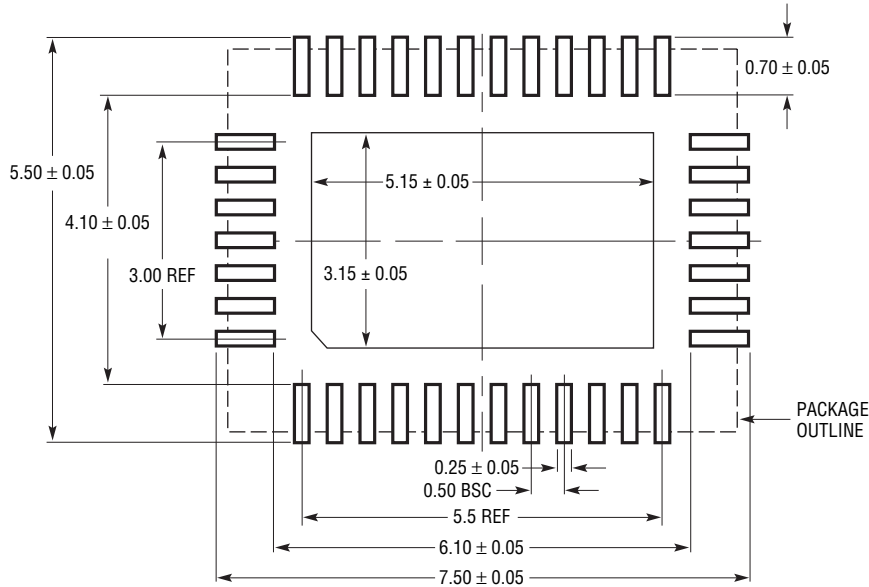 0.70 ± 0.05
5.50 ± 0.05
5.15 ± 0.05
4.10 ± 0.05
3.00 REF
3.15 ± 0.05
PACKAGE
OUTLINE
0.25 ± 0.05
0.50 BSC
5.5 REF
6.10 ± 0.05
7.50 ± 0.05